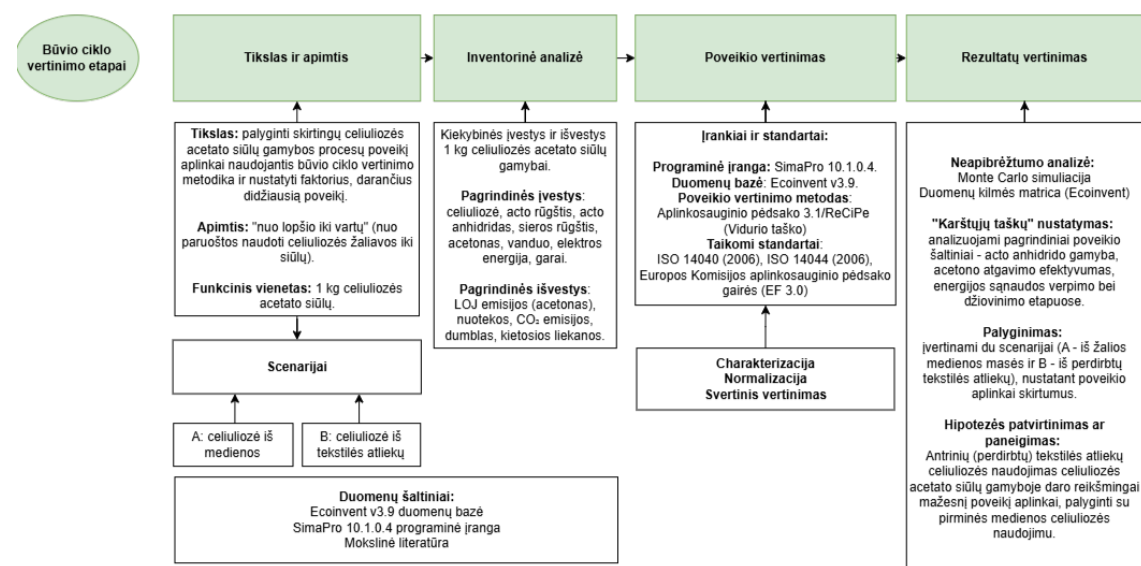 Būvio ciklo
vertinimo etapai
Tikslas ir apimtis
Inventorinė analizė
Poveikio vertinimas
Rezultatų vertinimas
Tikslas: palyginti skirtingų celiuliozės
acetato siūlų gamybos procesų poveikį
aplinkai naudojantis būvio ciklo vertinimo
metodika ir nustatyti faktorius, darančius
didžiausią poveikį.
Apimtis: "nuo lopšio iki vartų" (nuo
paruoštos naudoti celiuliozės žaliavos iki
siūlų).
Funkcinis vienetas: 1 kg celiuliozės
acetato siūlų.
Scenarijai
A: celiuliozė iš
medienos
B: celiuliozė iš
tekstilės atliekų
Duomenų šaltiniai:
Ecoinvent v3.9 duomenų bazė
SimaPro 10.1.0.4 programinė įranga
Mokslinė literatūra
Kiekybinės įvestys ir išvestys
1 kg celiuliozės acetato siūlų
gamybai.
Pagrindinės įvestys:
celiuliozė, acto rūgštis, acto
anhidridas, sieros rūgštis,
acetonas, vanduo, elektros
energija, garai.
Pagrindinės išvestys:
LOJ emisijos (acetonas),
nuotekos, CO₂ emisijos,
dumblas, kietosios liekanos.
Įrankiai ir standartai:
Programinė įranga: SimaPro 10.1.0.4.
Duomenų bazė: Ecoinvent v3.9.
Poveikio vertinimo metodas:
Aplinkosauginio pėdsako 3.1/ReCiPe
(Vidurio taško)
Taikomi standartai:
ISO 14040 (2006), ISO 14044 (2006),
Europos Komisijos aplinkosauginio pėdsako
gairės (EF 3.0)
Charakterizacija
Normalizacija
Svertinis vertinimas
Neapibrėžtumo analizė:
Monte Carlo simuliacija
Duomenų kilmės matrica (Ecoinvent)
"Karštųjų taškų" nustatymas:
analizuojami pagrindiniai poveikio
šaltiniai - acto anhidrido gamyba,
acetono atgavimo efektyvumas,
energijos sąnaudos verpimo bei
džiovinimo etapuose.
Palyginimas:
įvertinami du scenarijai (A - iš žalios
medienos masės ir B - iš perdirbtų
tekstilės atliekų), nustatant poveikio
aplinkai skirtumus.
Hipotezės patvirtinimas ar
paneigimas:
Antrinių (perdirbtų) tekstilės atliekų
celiuliozės naudojimas celiuliozės
acetato siūlų gamyboje daro reikšmingai
mažesnį poveikį aplinkai, palyginti su
pirminės medienos celiuliozės
naudojimu.